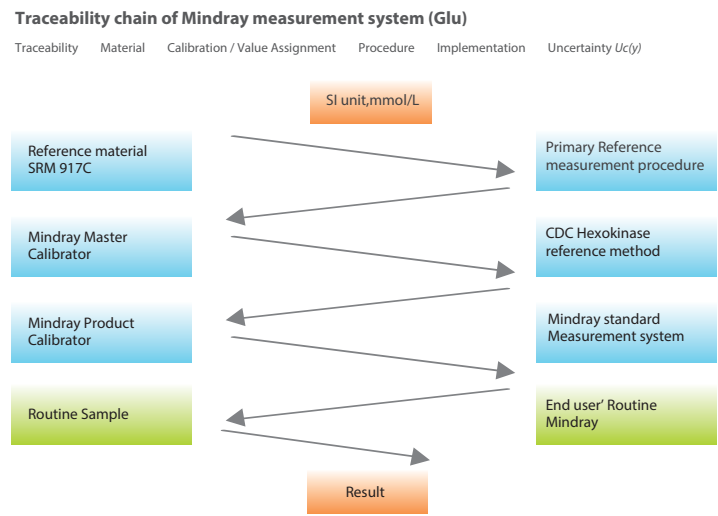 Traceability chain of Mindray measurement system (Glu)
Traceability Material Calibration / Value Assignment Procedure Implementation Uncertainty Uc(y)
SI unit,mmol/L
Reference material
SRM 917C
Primary Reference
measurement procedure
Mindray Master
Calibrator
CDC Hexokinase
reference method
Mindray Product
Calibrator
Mindray standard
Measurement system
Routine Sample
End user' Routine
Mindray
Result